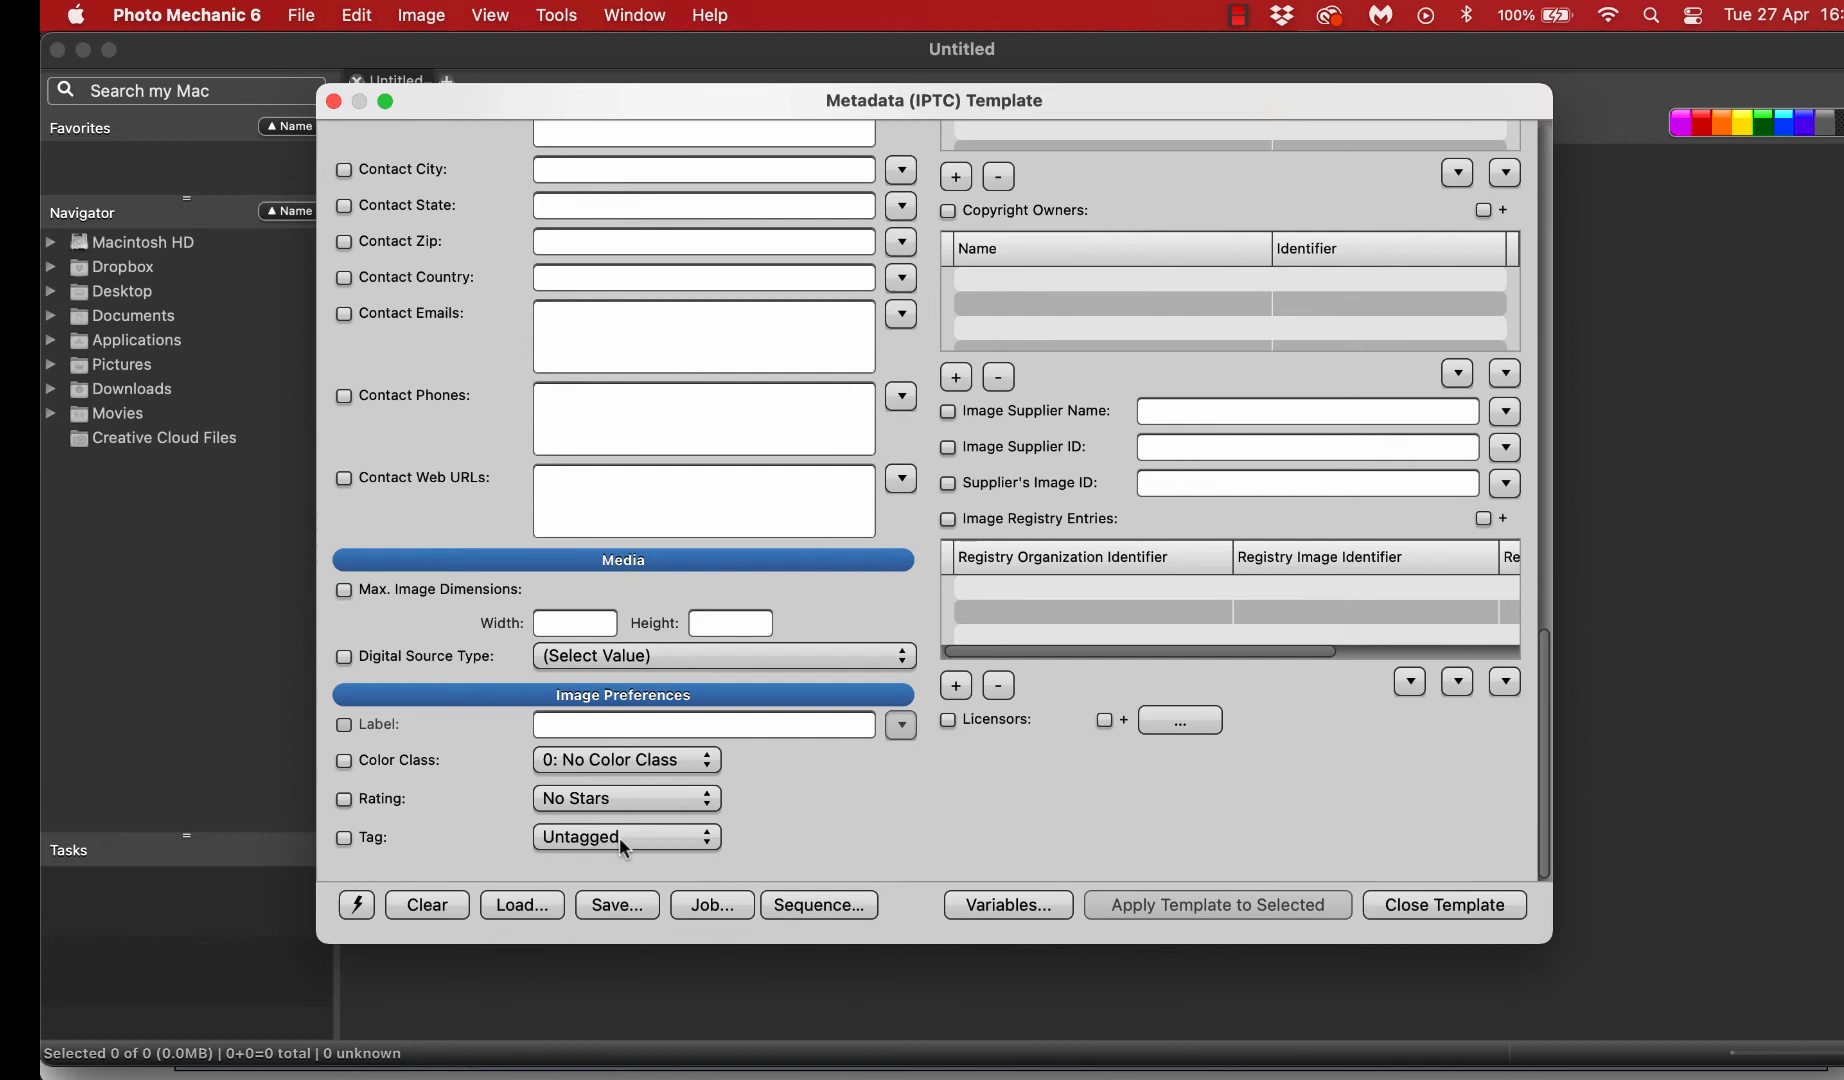 Photo Mechanic 6 File Edit Image View Tools Window Help 100% Tue 27 Apr 16:
Untitled
Search my Mac
Untitled
Metadata (IPTC) Template
Favorites
▲ Name
Navigator
▲ Name
Macintosh HD
Dropbox
Desktop
Documents
Applications
Pictures
Downloads
Movies
Creative Cloud Files
Tasks
Contact City:
Contact State:
Contact Zip:
Contact Country:
Contact Emails:
Contact Phones:
Contact Web URLs:
Media
Max. Image Dimensions:
Width: Height:
Digital Source Type: (Select Value)
Image Preferences
Label:
Color Class: 0: No Color Class
Rating: No Stars
Tag: Untagged
+ -
Copyright Owners: +
Name Identifier
+ -
Image Supplier Name:
Image Supplier ID:
Supplier's Image ID:
Image Registry Entries: +
Registry Organization Identifier Registry Image Identifier Re
+ -
Licensors: + ...
Clear Load... Save... Job... Sequence... Variables... Apply Template to Selected Close Template
Selected 0 of 0 (0.0MB) | 0+0=0 total | 0 unknown